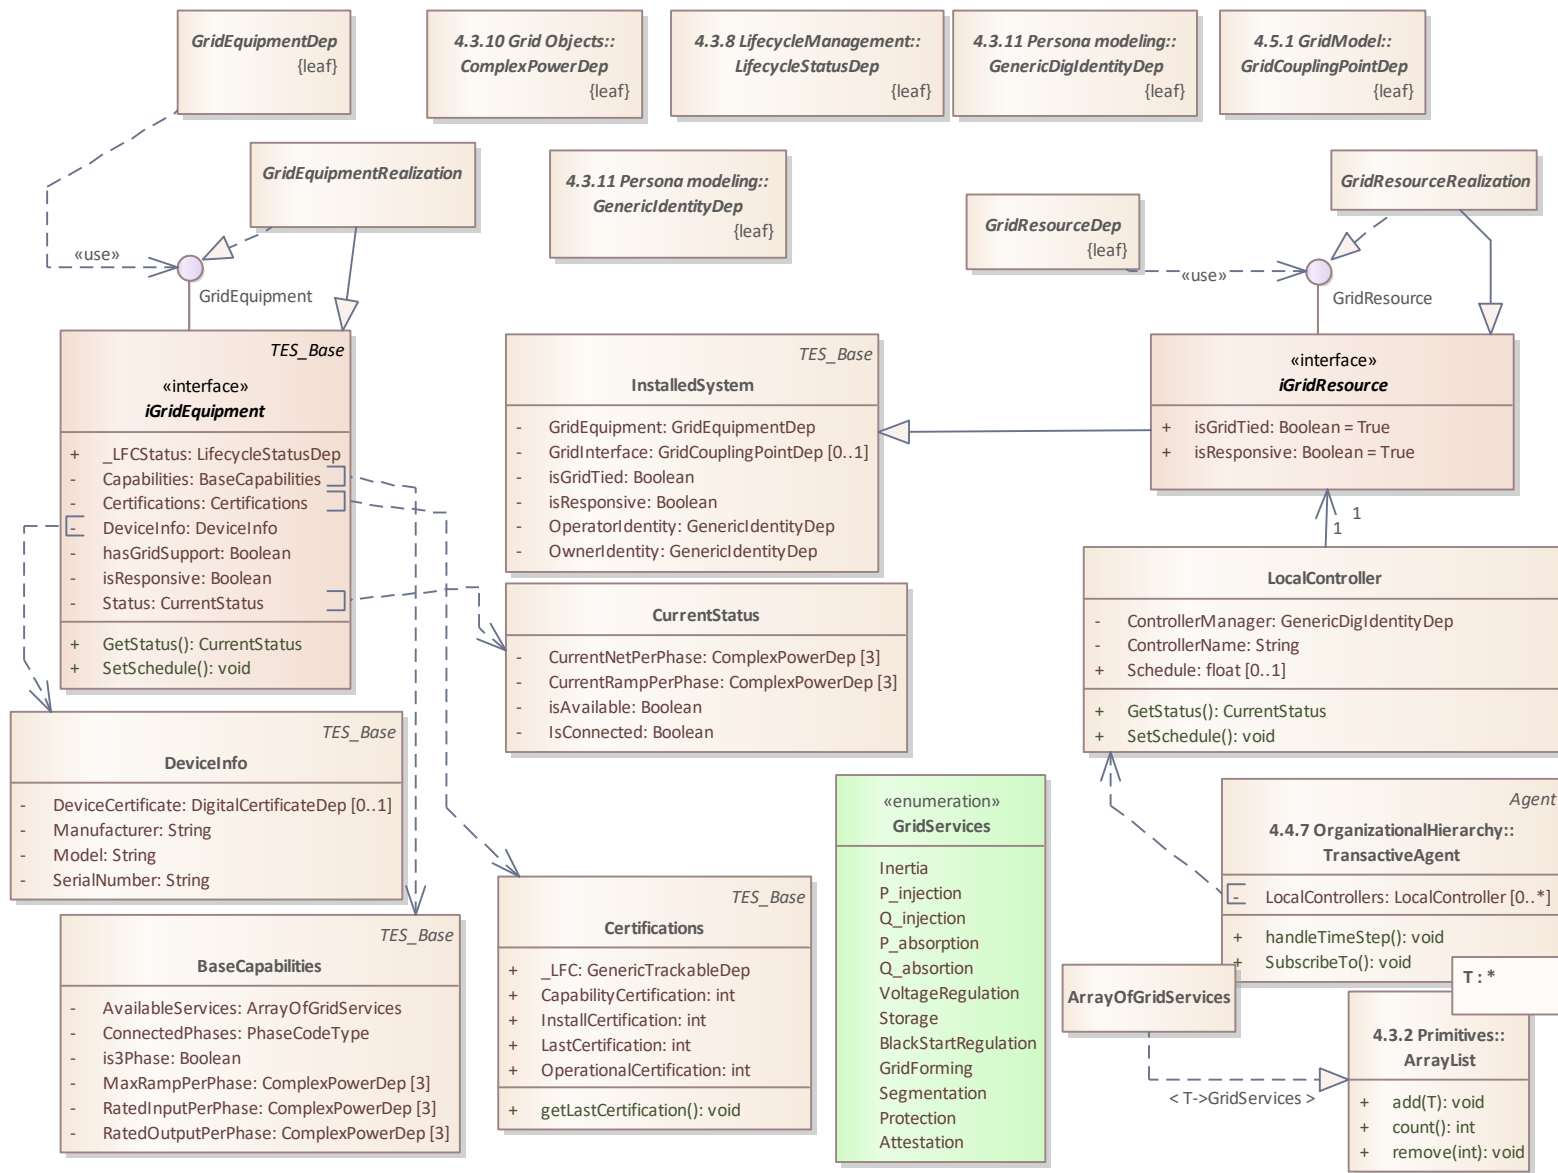 GridEquipmentDep
{leaf}
4.3.10 Grid Objects::
ComplexPowerDep
{leaf}
4.3.8 LifecycleManagement::
LifecycleStatusDep
{leaf}
4.3.11 Persona modeling::
GenericDigIdentityDep
{leaf}
4.5.1 GridModel::
GridCouplingPointDep
{leaf}
GridEquipmentRealization
4.3.11 Persona modeling::
GenericIdentityDep
{leaf}
GridResourceDep
{leaf}
GridResourceRealization
«use»
GridEquipment
«use»
GridResource
TES_Base
«interface»
iGridEquipment
+ _LFCStatus: LifecycleStatusDep
- Capabilities: BaseCapabilities
- Certifications: Certifications
- DeviceInfo: DeviceInfo
- hasGridSupport: Boolean
- isResponsive: Boolean
- Status: CurrentStatus
+ GetStatus(): CurrentStatus
+ SetSchedule(): void
TES_Base
InstalledSystem
- GridEquipment: GridEquipmentDep
- GridInterface: GridCouplingPointDep [0..1]
- isGridTied: Boolean
- isResponsive: Boolean
- OperatorIdentity: GenericIdentityDep
- OwnerIdentity: GenericIdentityDep
«interface»
iGridResource
+ isGridTied: Boolean = True
+ isResponsive: Boolean = True
1
1
CurrentStatus
- CurrentNetPerPhase: ComplexPowerDep [3]
- CurrentRampPerPhase: ComplexPowerDep [3]
- isAvailable: Boolean
- IsConnected: Boolean
LocalController
- ControllerManager: GenericDigIdentityDep
- ControllerName: String
+ Schedule: float [0..1]
+ GetStatus(): CurrentStatus
+ SetSchedule(): void
TES_Base
DeviceInfo
- DeviceCertificate: DigitalCertificateDep [0..1]
- Manufacturer: String
- Model: String
- SerialNumber: String
TES_Base
BaseCapabilities
- AvailableServices: ArrayOfGridServices
- ConnectedPhases: PhaseCodeType
- is3Phase: Boolean
- MaxRampPerPhase: ComplexPowerDep [3]
- RatedInputPerPhase: ComplexPowerDep [3]
- RatedOutputPerPhase: ComplexPowerDep [3]
TES_Base
Certifications
+ _LFC: GenericTrackableDep
+ CapabilityCertification: int
+ InstallCertification: int
+ LastCertification: int
+ OperationalCertification: int
+ getLastCertification(): void
«enumeration»
GridServices
Inertia
P_injection
Q_injection
P_absorption
Q_absortion
VoltageRegulation
Storage
BlackStartRegulation
GridForming
Segmentation
Protection
Attestation
Agent
4.4.7 OrganizationalHierarchy::
TransactiveAgent
- LocalControllers: LocalController [0..*]
+ handleTimeStep(): void
+ SubscribeTo(): void
ArrayOfGridServices
T : *
4.3.2 Primitives::
ArrayList
+ add(T): void
+ count(): int
+ remove(int): void
< T->GridServices >